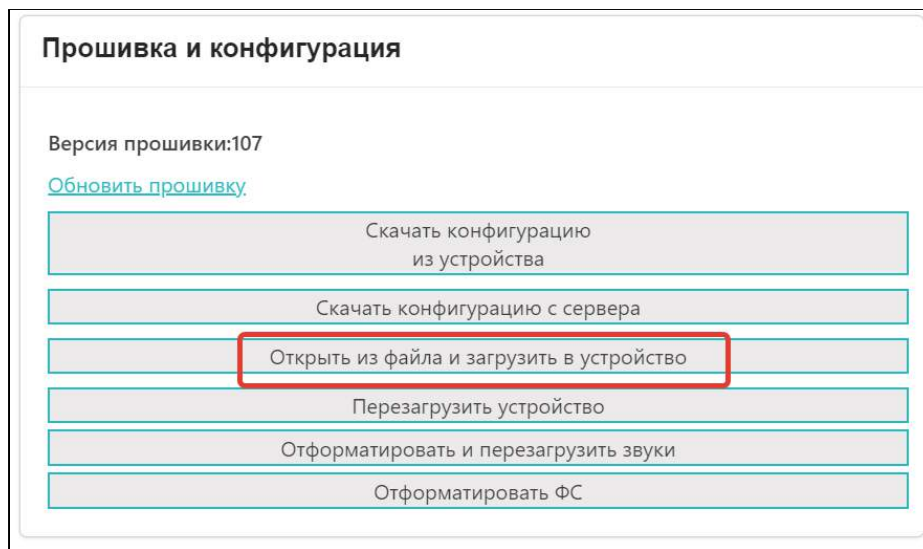 Прошивка и конфигурация
Версия прошивки:107
Обновить прошивку
Скачать конфигурацию
из устройства
Скачать конфигурацию с сервера
Открыть из файла и загрузить в устройство
Перезагрузить устройство
Отформатировать и перезагрузить звуки
Отформатировать ФС